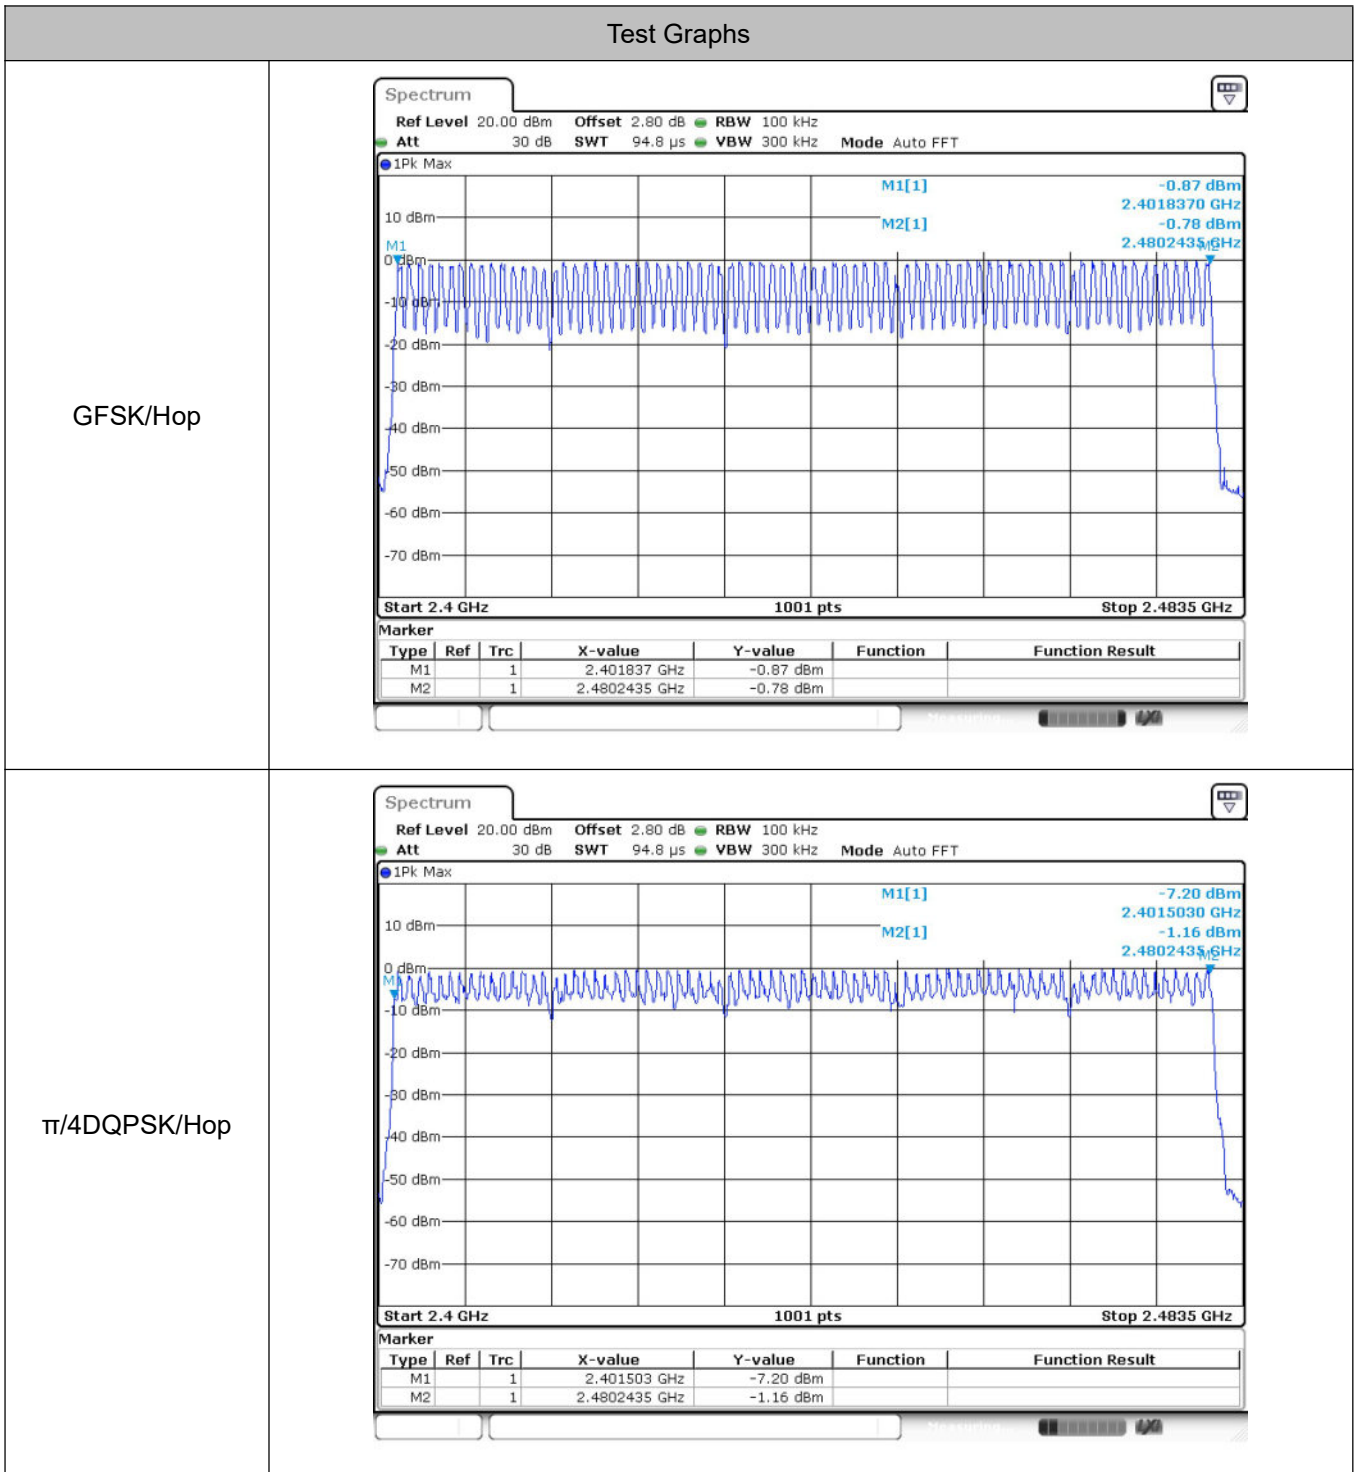 Test Graphs
GFSK/Hop
Spectrum
Ref Level 20.00 dBm Offset 2.80 dB RBW 100 kHz
Att 30 dB SWT 94.8 µs VBW 300 kHz Mode Auto FFT
1Pk Max
M1[1] -0.87 dBm
2.4018370 GHz
10 dBm
M2[1] -0.78 dBm
2.4802435 GHz
M1
M2
0 dBm
-10 dBm
-20 dBm
-30 dBm
-40 dBm
-50 dBm
-60 dBm
-70 dBm
Start 2.4 GHz 1001 pts Stop 2.4835 GHz
Marker
Type Ref Trc X-value Y-value Function Function Result
M1 1 2.401837 GHz -0.87 dBm
M2 1 2.4802435 GHz -0.78 dBm
Measuring...
π/4DQPSK/Hop
Spectrum
Ref Level 20.00 dBm Offset 2.80 dB RBW 100 kHz
Att 30 dB SWT 94.8 µs VBW 300 kHz Mode Auto FFT
1Pk Max
M1[1] -7.20 dBm
2.4015030 GHz
10 dBm
M2[1] -1.16 dBm
2.4802435 GHz
M2
0 dBm
M1
-10 dBm
-20 dBm
-30 dBm
-40 dBm
-50 dBm
-60 dBm
-70 dBm
Start 2.4 GHz 1001 pts Stop 2.4835 GHz
Marker
Type Ref Trc X-value Y-value Function Function Result
M1 1 2.401503 GHz -7.20 dBm
M2 1 2.4802435 GHz -1.16 dBm
Measuring...